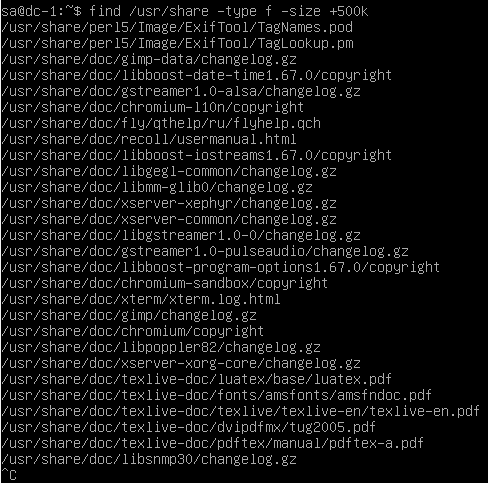 sa@dc-1:~$ find /usr/share -type f -size +500k
/usr/share/perl5/Image/ExifTool/TagNames.pod
/usr/share/perl5/Image/ExifTool/TagLookup.pm
/usr/share/doc/gimp-data/changelog.gz
/usr/share/doc/libboost-date-time1.67.0/copyright
/usr/share/doc/gstreamer1.0-alsa/changelog.gz
/usr/share/doc/chromium-l10n/copyright
/usr/share/doc/fly/qthelp/ru/flyhelp.qch
/usr/share/doc/recoll/usermanual.html
/usr/share/doc/libboost-iostreams1.67.0/copyright
/usr/share/doc/libgegl-common/changelog.gz
/usr/share/doc/libmm-glib0/changelog.gz
/usr/share/doc/xserver-xephyr/changelog.gz
/usr/share/doc/xserver-common/changelog.gz
/usr/share/doc/libgstreamer1.0-0/changelog.gz
/usr/share/doc/gstreamer1.0-pulseaudio/changelog.gz
/usr/share/doc/libboost-program-options1.67.0/copyright
/usr/share/doc/chromium-sandbox/copyright
/usr/share/doc/xterm/xterm.log.html
/usr/share/doc/gimp/changelog.gz
/usr/share/doc/chromium/copyright
/usr/share/doc/libpoppler82/changelog.gz
/usr/share/doc/xserver-xorg-core/changelog.gz
/usr/share/doc/texlive-doc/luatex/base/luatex.pdf
/usr/share/doc/texlive-doc/fonts/amsfonts/amsfndoc.pdf
/usr/share/doc/texlive-doc/texlive/texlive-en/texlive-en.pdf
/usr/share/doc/texlive-doc/dvipdfmx/tug2005.pdf
/usr/share/doc/texlive-doc/pdftex/manual/pdftex-a.pdf
/usr/share/doc/libsnmp30/changelog.gz
^C